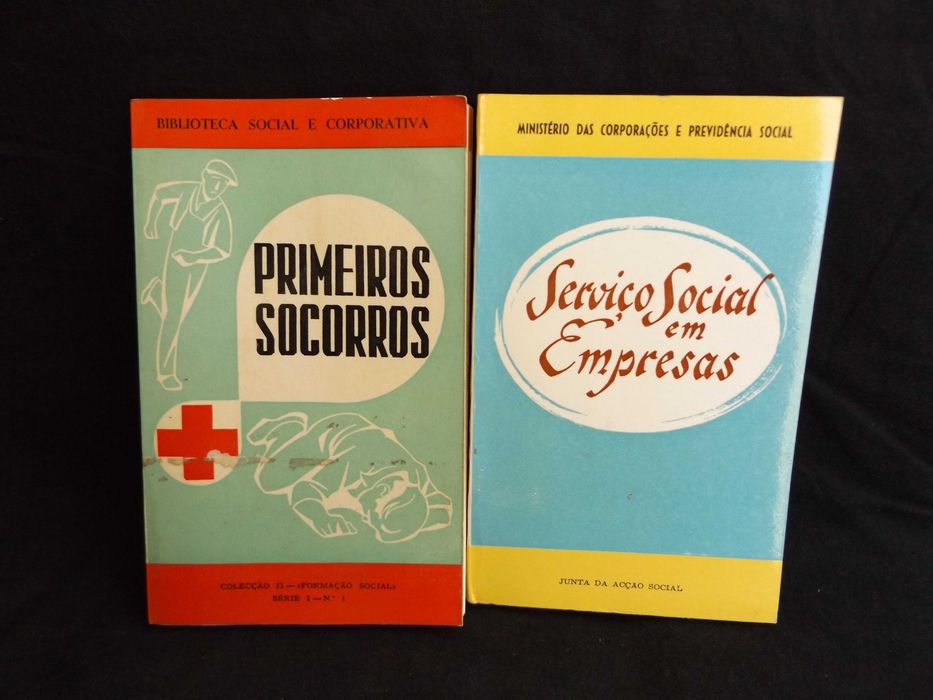 BIBLIOTECA SOCIAL E CORPORATIVA
PRIMEIROS
SOCORROS
COLECÇÃO II — «FORMAÇÃO SOCIAL»
SÉRIE I — N.º 1
MINISTÉRIO DAS CORPORAÇÕES E PREVIDÊNCIA SOCIAL
Serviço Social
em
Empresas
JUNTA DA ACÇÃO SOCIAL